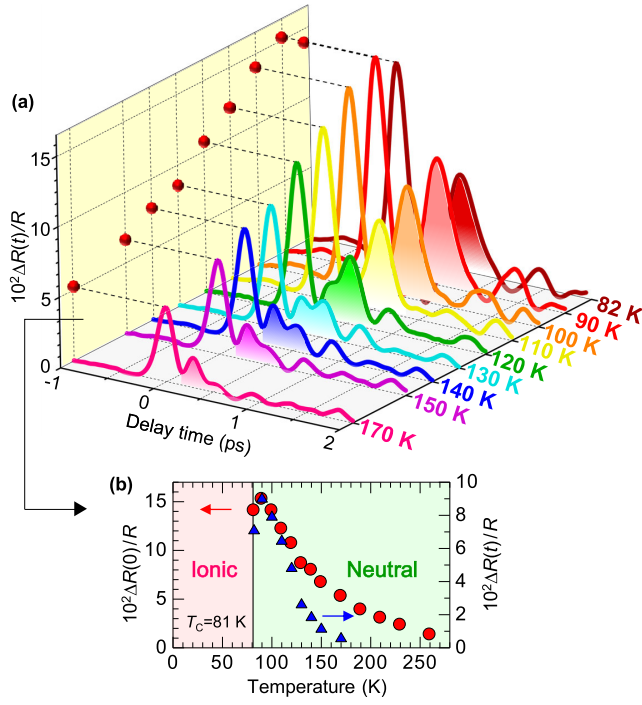 (a)
15
10
5
0
10²ΔR(t)/R
-1
0
1
2
Delay time (ps)
82 K
90 K
100 K
110 K
120 K
130 K
140 K
150 K
170 K
(b)
15
10
5
0
10²ΔR(0)/R
10
8
6
4
2
0
10²ΔR(t)/R
Ionic
Neutral
T_C=81 K
0 50 100 150 200 250
Temperature (K)